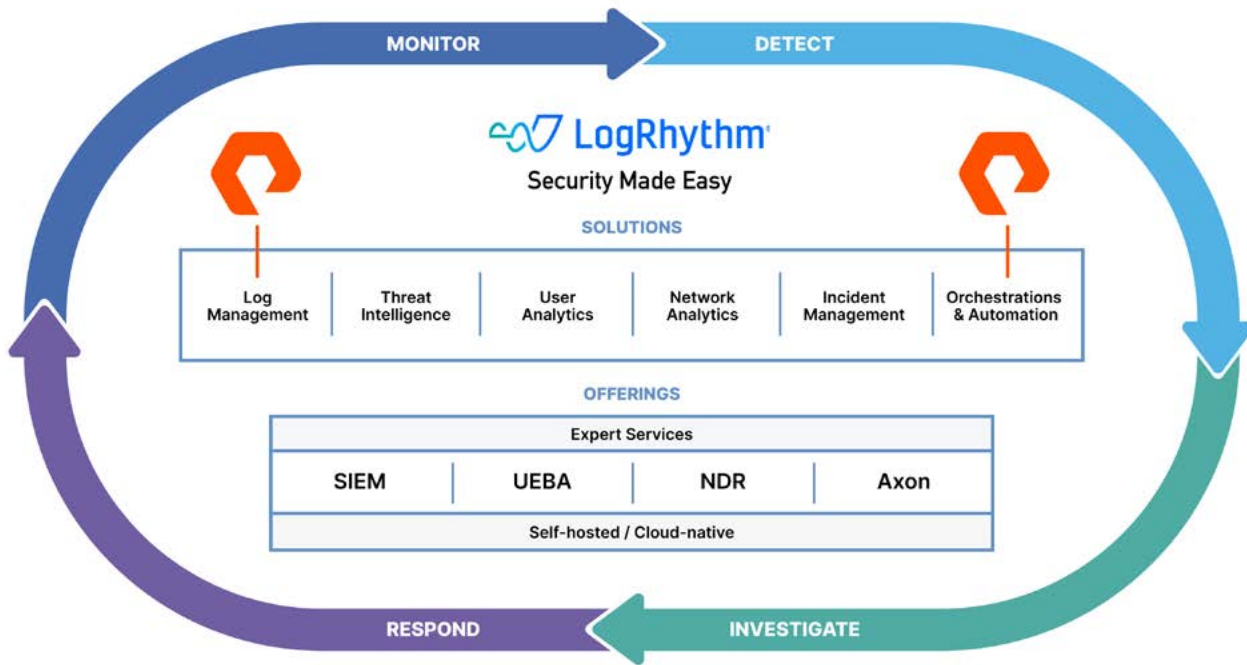 MONITOR
DETECT
LogRhythm
Security Made Easy
SOLUTIONS
Log
Management
Threat
Intelligence
User
Analytics
Network
Analytics
Incident
Management
Orchestrations
& Automation
OFFERINGS
Expert Services
SIEM
UEBA
NDR
Axon
Self-hosted / Cloud-native
RESPOND
INVESTIGATE